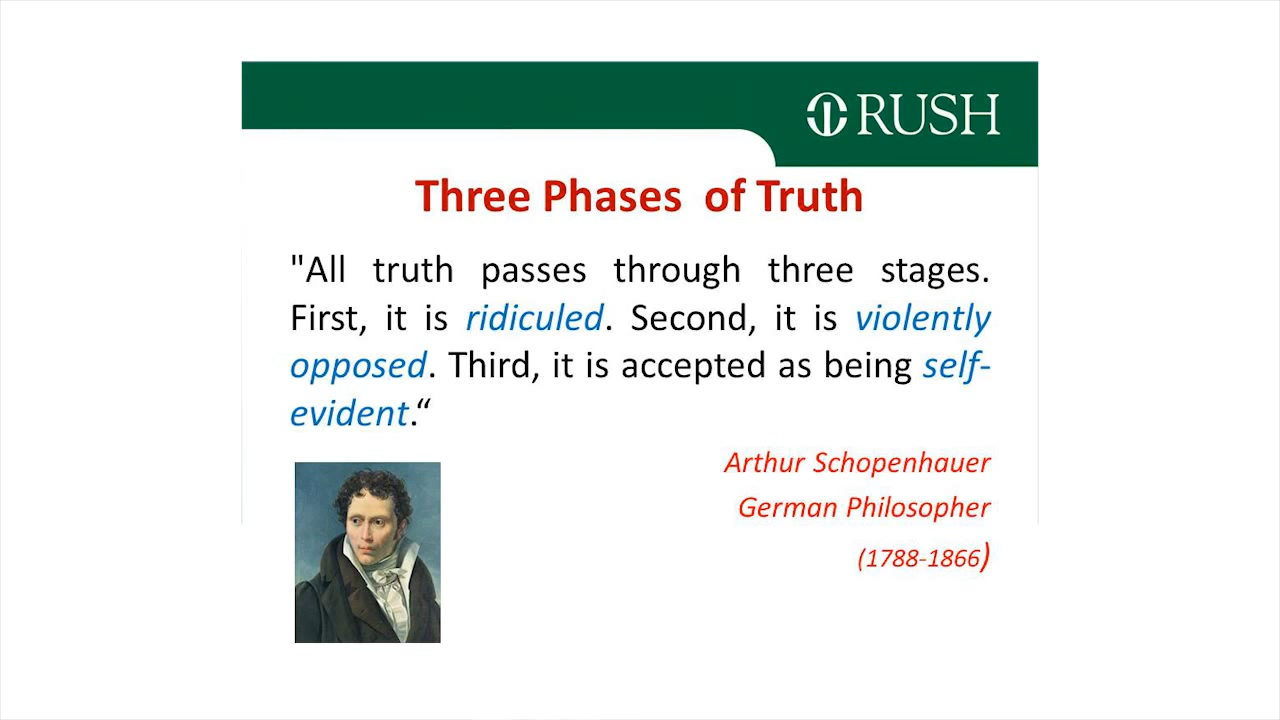 RUSH
Three Phases  of Truth
"All truth passes through three stages.
First, it is ridiculed. Second, it is violently
opposed. Third, it is accepted as being self-
evident.“
Arthur Schopenhauer
German Philosopher
(1788-1866)